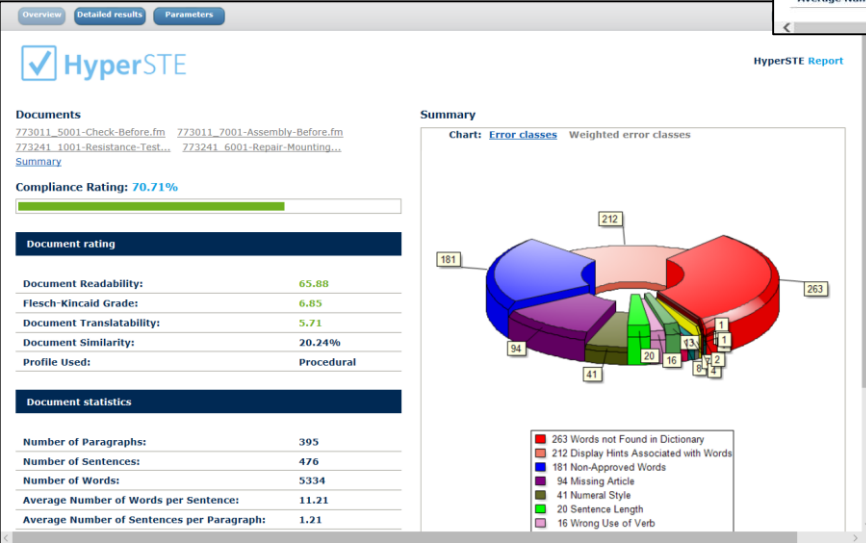 Overview Detailed results Parameters
Average Num
HyperSTE
HyperSTE Report
Documents
773011_5001-Check-Before.fm 773011_7001-Assembly-Before.fm
773241_1001-Resistance-Test... 773241_6001-Repair-Mounting...
Summary
Compliance Rating: 70.71%
Document rating
Document Readability: 65.88
Flesch-Kincaid Grade: 6.85
Document Translatability: 5.71
Document Similarity: 20.24%
Profile Used: Procedural
Document statistics
Number of Paragraphs: 395
Number of Sentences: 476
Number of Words: 5334
Average Number of Words per Sentence: 11.21
Average Number of Sentences per Paragraph: 1.21
Summary
Chart: Error classes Weighted error classes
212
181
263
94
41
20
16
13
8
7
4
2
1
1
263 Words not Found in Dictionary
212 Display Hints Associated with Words
181 Non-Approved Words
94 Missing Article
41 Numeral Style
20 Sentence Length
16 Wrong Use of Verb